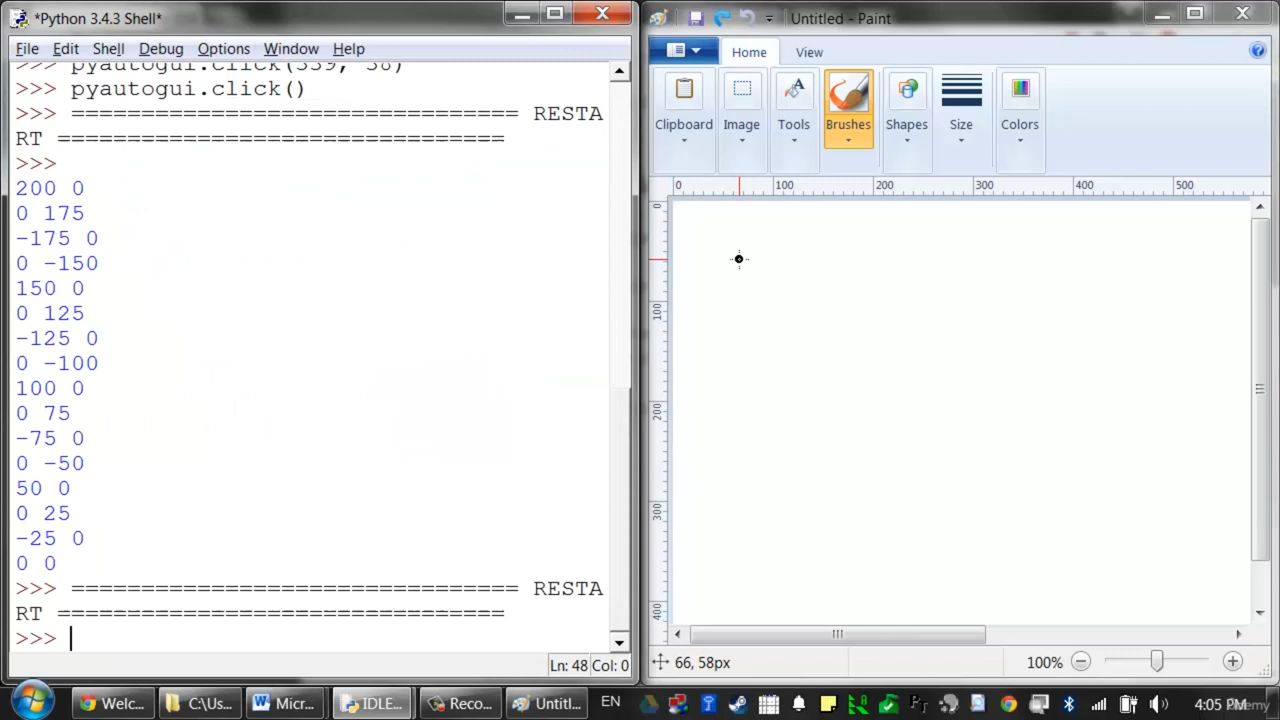 *Python 3.4.3 Shell*
File Edit Shell Debug Options Window Help
>>> pyautogui.click()
>>> ================================ RESTA
RT ================================
>>>
200 0
0 175
-175 0
0 -150
150 0
0 125
-125 0
0 -100
100 0
0 75
-75 0
0 -50
50 0
0 25
-25 0
0 0
>>> ================================ RESTA
RT ================================
>>>
Ln: 48 Col: 0
Untitled - Paint
Home View
Clipboard Image Tools Brushes Shapes Size Colors
0 100 200 300 400 500
0
100
200
300
400
66, 58px 100%
Welc... C:\Us... Micr... IDLE... Reco... Untitl... EN 4:05 PM